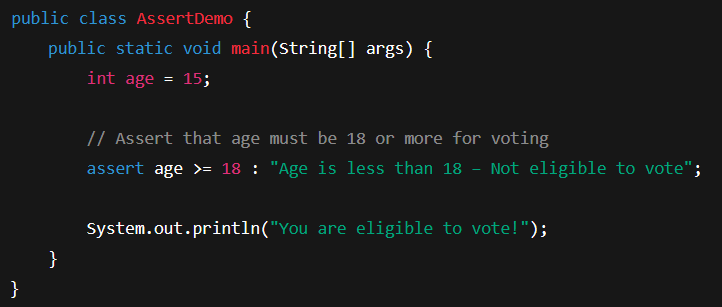 public class AssertDemo {
    public static void main(String[] args) {
        int age = 15;
        // Assert that age must be 18 or more for voting
        assert age >= 18 : "Age is less than 18 – Not eligible to vote";
        System.out.println("You are eligible to vote!");
    }
}